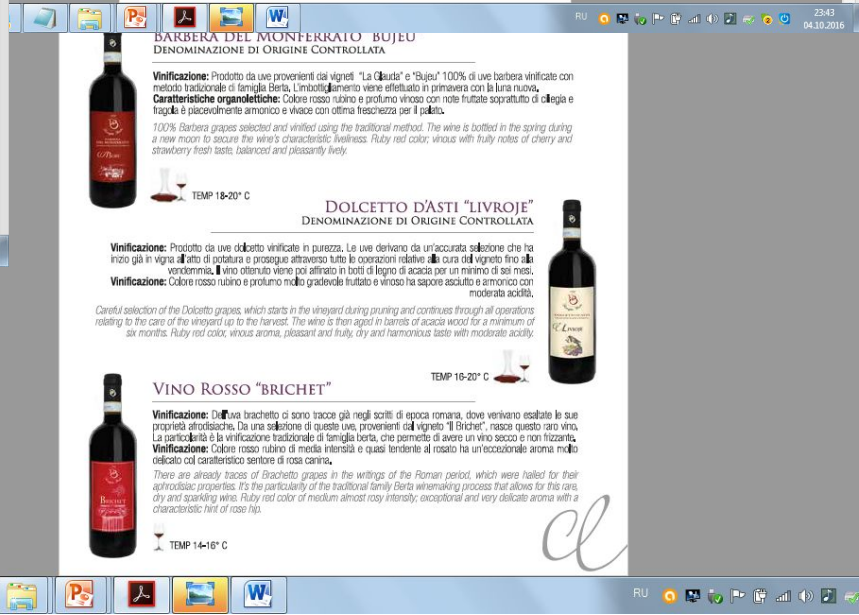 RU
23:43
04.10.2016
BARBERA DEL MONFERRATO "BUJEU"
DENOMINAZIONE DI ORIGINE CONTROLLATA
Vinificazione: Prodotto da uve provenienti dai vigneti "La Glauda" e "Bujeu" 100% di uve barbera vinificate con
metodo tradizionale di famiglia Berta. L'imbottigliamento viene effettuato in primavera con la luna nuova.
Caratteristiche organolettiche: Colore rosso rubino e profumo vinoso con note fruttate soprattutto di ciliegia e
fragola è piacevolmente armonico e vivace con ottima freschezza per il palato.
100% Barbera grapes selected and vinified using the traditional method. The wine is bottled in the spring during
a new moon to secure the wine's characteristic liveliness. Ruby red color; vinous with fruity notes of cherry and
strawberry fresh taste, balanced and pleasantly lively.
TEMP 18-20° C
DOLCETTO D'ASTI "LIVROJE"
DENOMINAZIONE DI ORIGINE CONTROLLATA
Vinificazione: Prodotto da uve dolcetto vinificate in purezza. Le uve derivano da un'accurata selezione che ha
inizio già in vigna all'atto di potatura e prosegue attraverso tutte le operazioni relative alla cura del vigneto fino alla
vendemmia. Il vino ottenuto viene poi affinato in botti di legno di acacia per un minimo di sei mesi.
Vinificazione: Colore rosso rubino e profumo molto gradevole fruttato e vinoso ha sapore asciutto e armonico con
moderata acidità.
Careful selection of the Dolcetto grapes, which starts in the vineyard during pruning and continues through all operations
relating to the care of the vineyard up to the harvest. The wine is then aged in barrels of acacia wood for a minimum of
six months. Ruby red color, vinous aroma, pleasant and fruity, dry and harmonious taste with moderate acidity.
TEMP 16-20° C
VINO ROSSO "BRICHET"
Vinificazione: Dell'uva brachetto ci sono tracce già negli scritti di epoca romana, dove venivano esaltate le sue
proprietà afrodisiache. Da una selezione di queste uve, provenienti dal vigneto "Il Brichet", nasce questo raro vino.
La particolarità è la vinificazione tradizionale di famiglia berta, che permette di avere un vino secco e non frizzante.
Vinificazione: Colore rosso rubino di media intensità e quasi tendente al rosato ha un'eccezionale aroma molto
delicato col caratteristico sentore di rosa canina.
There are already traces of Brachetto grapes in the writings of the Roman period, which were hailed for their
aphrodisiac properties. It's the particularity of the traditional family Berta winemaking process that allows for this rare,
dry and sparkling wine. Ruby red color of medium almost rosy intensity; exceptional and very delicate aroma with a
characteristic hint of rose hip.
BRICHET
TEMP 14-16° C
RU